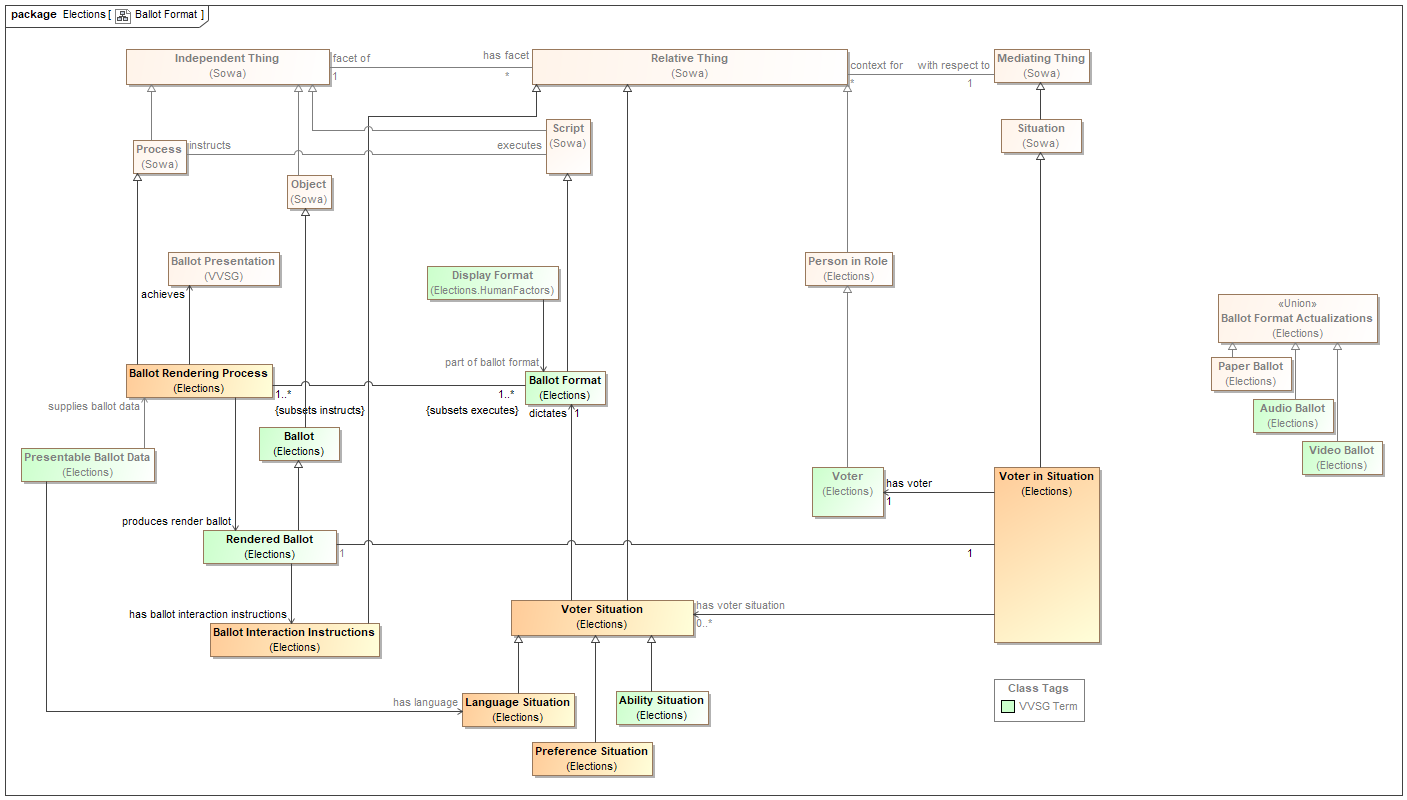 package Elections [ Ballot Format ]
Independent Thing
(Sowa)
facet of
1
has facet
*
Relative Thing
(Sowa)
context for
*
with respect to
1
Mediating Thing
(Sowa)
Process
(Sowa)
instructs
executes
Script
(Sowa)
Situation
(Sowa)
Object
(Sowa)
Ballot Presentation
(VVSG)
achieves
Display Format
(Elections.HumanFactors)
Person in Role
(Elections)
«Union»
Ballot Format Actualizations
(Elections)
part of ballot format
Paper Ballot
(Elections)
Audio Ballot
(Elections)
Video Ballot
(Elections)
Ballot Rendering Process
(Elections)
1..*
{subsets instructs}
1..*
{subsets executes}
Ballot Format
(Elections)
dictates
1
supplies ballot data
Ballot
(Elections)
Presentable Ballot Data
(Elections)
Voter
(Elections)
has voter
1
Voter in Situation
(Elections)
produces render ballot
Rendered Ballot
(Elections)
1
1
has ballot interaction instructions
Ballot Interaction Instructions
(Elections)
Voter Situation
(Elections)
has voter situation
0..*
has language
Language Situation
(Elections)
Ability Situation
(Elections)
Preference Situation
(Elections)
Class Tags
VVSG Term